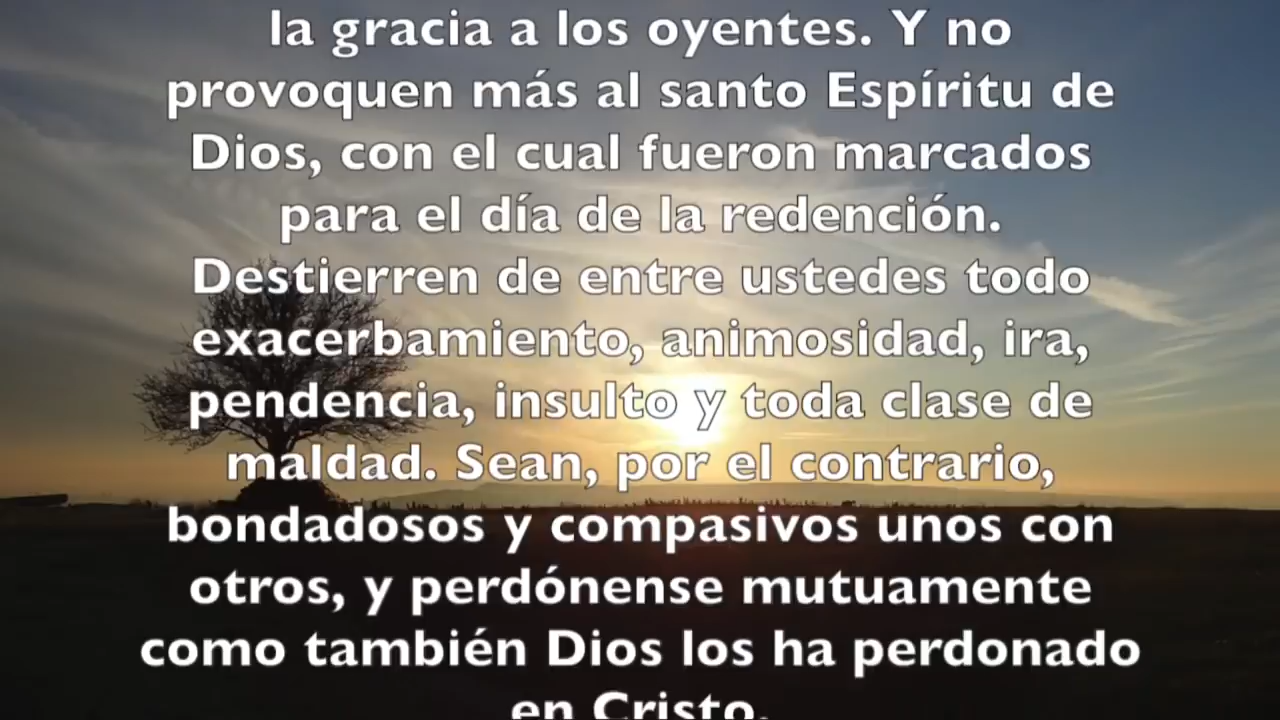 la gracia a los oyentes. Y no
provoquen más al santo Espíritu de
Dios, con el cual fueron marcados
para el día de la redención.
Destierren de entre ustedes todo
exacerbamiento, animosidad, ira,
pendencia, insulto y toda clase de
maldad. Sean, por el contrario,
bondadosos y compasivos unos con
otros, y perdónense mutuamente
como también Dios los ha perdonado
en Cristo.